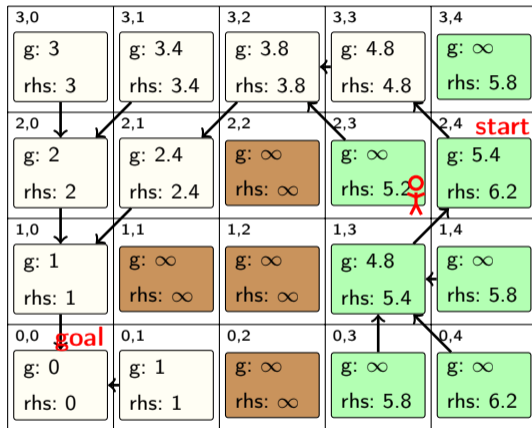 3,0 3,1 3,2 3,3 3,4
g: 3 g: 3.4 g: 3.8 g: 4.8 g: ∞
rhs: 3 rhs: 3.4 rhs: 3.8 rhs: 4.8 rhs: 5.8
2,0 2,1 2,2 2,3 2,4 start
g: 2 g: 2.4 g: ∞ g: ∞ g: 5.4
rhs: 2 rhs: 2.4 rhs: ∞ rhs: 5.2 rhs: 6.2
1,0 1,1 1,2 1,3 1,4
g: 1 g: ∞ g: ∞ g: 4.8 g: ∞
rhs: 1 rhs: ∞ rhs: ∞ rhs: 5.4 rhs: 5.8
0,0 goal 0,1 0,2 0,3 0,4
g: 0 g: 1 g: ∞ g: ∞ g: ∞
rhs: 0 rhs: 1 rhs: ∞ rhs: 5.8 rhs: 6.2